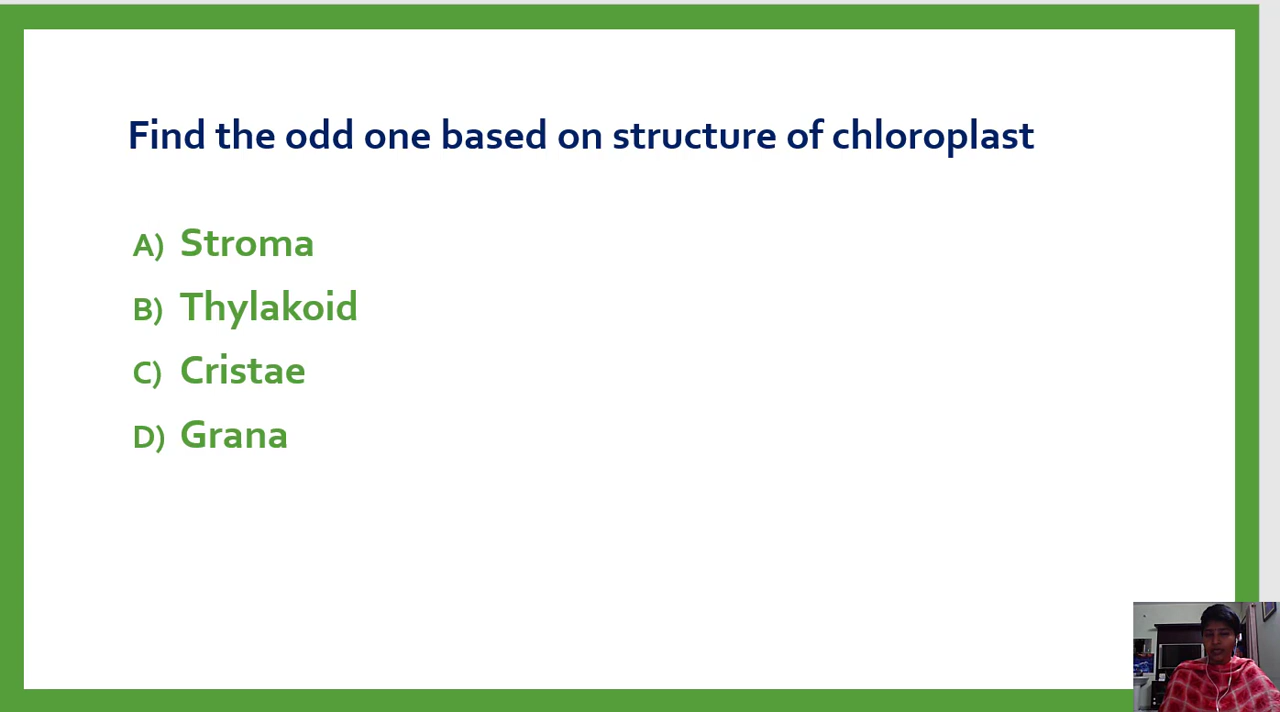 Find the odd one based on structure of chloroplast
A) Stroma
B) Thylakoid
C) Cristae
D) Grana